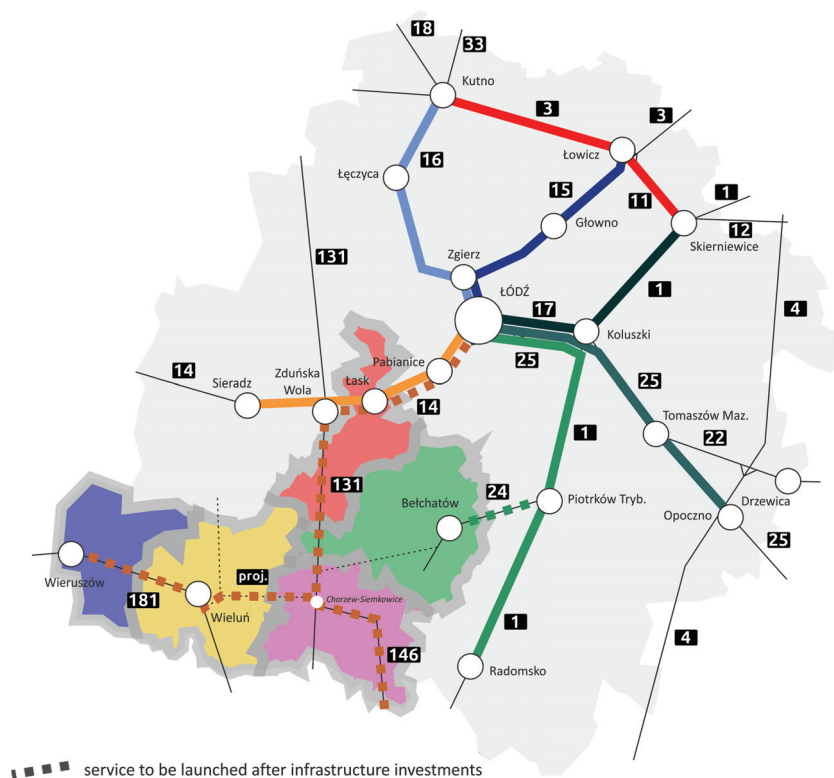 18
33
Kutno
3
3
Łowicz
16
Łęczyca
15
11
1
Głowno
12
Skierniewice
131
Zgierz
ŁÓDŹ
1
4
17
Koluszki
Pabianice
25
14
Zduńska
Wola
Łask
Sieradz
14
25
Tomaszów Maz.
1
22
131
24
Bełchatów
Piotrków Tryb.
Drzewica
Opoczno
25
Wieruszów
proj.
181
Wieluń
Chorzew-Siemkowice
1
4
146
Radomsko
service to be launched after infrastructure investments